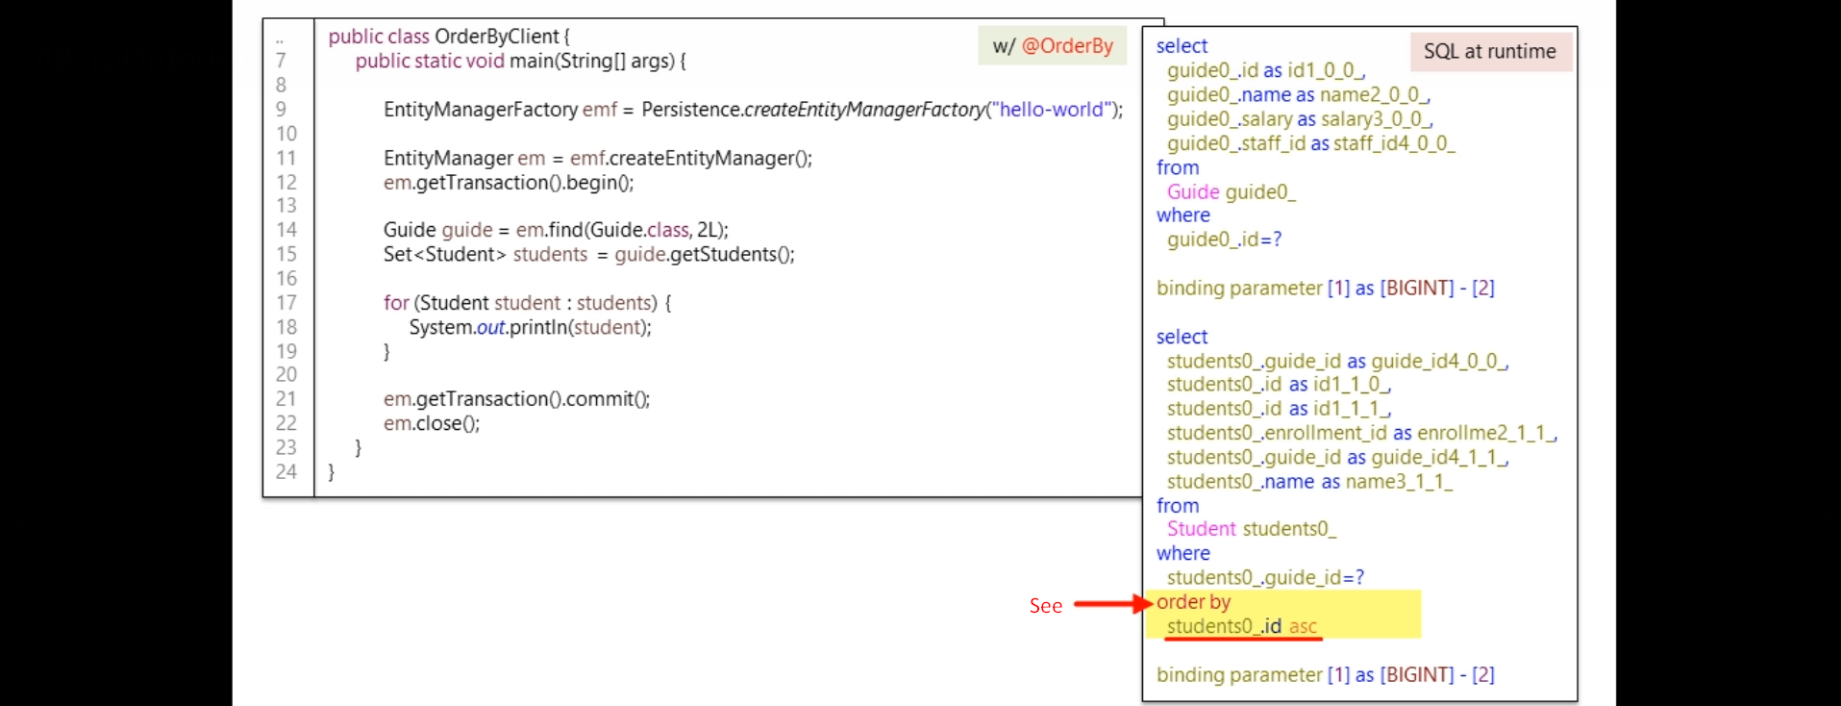 ..
public class OrderByClient {
w/ @OrderBy
7 public static void main(String[] args) {
8
9 EntityManagerFactory emf = Persistence.createEntityManagerFactory("hello-world");
10
11 EntityManager em = emf.createEntityManager();
12 em.getTransaction().begin();
13
14 Guide guide = em.find(Guide.class, 2L);
15 Set<Student> students = guide.getStudents();
16
17 for (Student student : students) {
18 System.out.println(student);
19 }
20
21 em.getTransaction().commit();
22 em.close();
23 }
24 }
SQL at runtime
select
guide0_.id as id1_0_0_,
guide0_.name as name2_0_0_,
guide0_.salary as salary3_0_0_,
guide0_.staff_id as staff_id4_0_0_
from
Guide guide0_
where
guide0_.id=?
binding parameter [1] as [BIGINT] - [2]
select
students0_.guide_id as guide_id4_0_0_,
students0_.id as id1_1_0_,
students0_.id as id1_1_1_,
students0_.enrollment_id as enrollme2_1_1_,
students0_.guide_id as guide_id4_1_1_,
students0_.name as name3_1_1_
from
Student students0_
where
students0_.guide_id=?
See
order by
students0_.id asc
binding parameter [1] as [BIGINT] - [2]